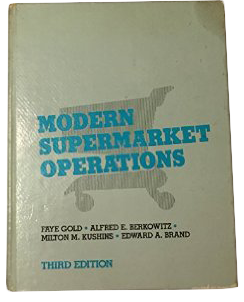 MODERN
SUPERMARKET
OPERATIONS
FAYE GOLD • ALFRED E. BERKOWITZ •
MILTON M. KUSHINS • EDWARD A. BRAND
THIRD EDITION